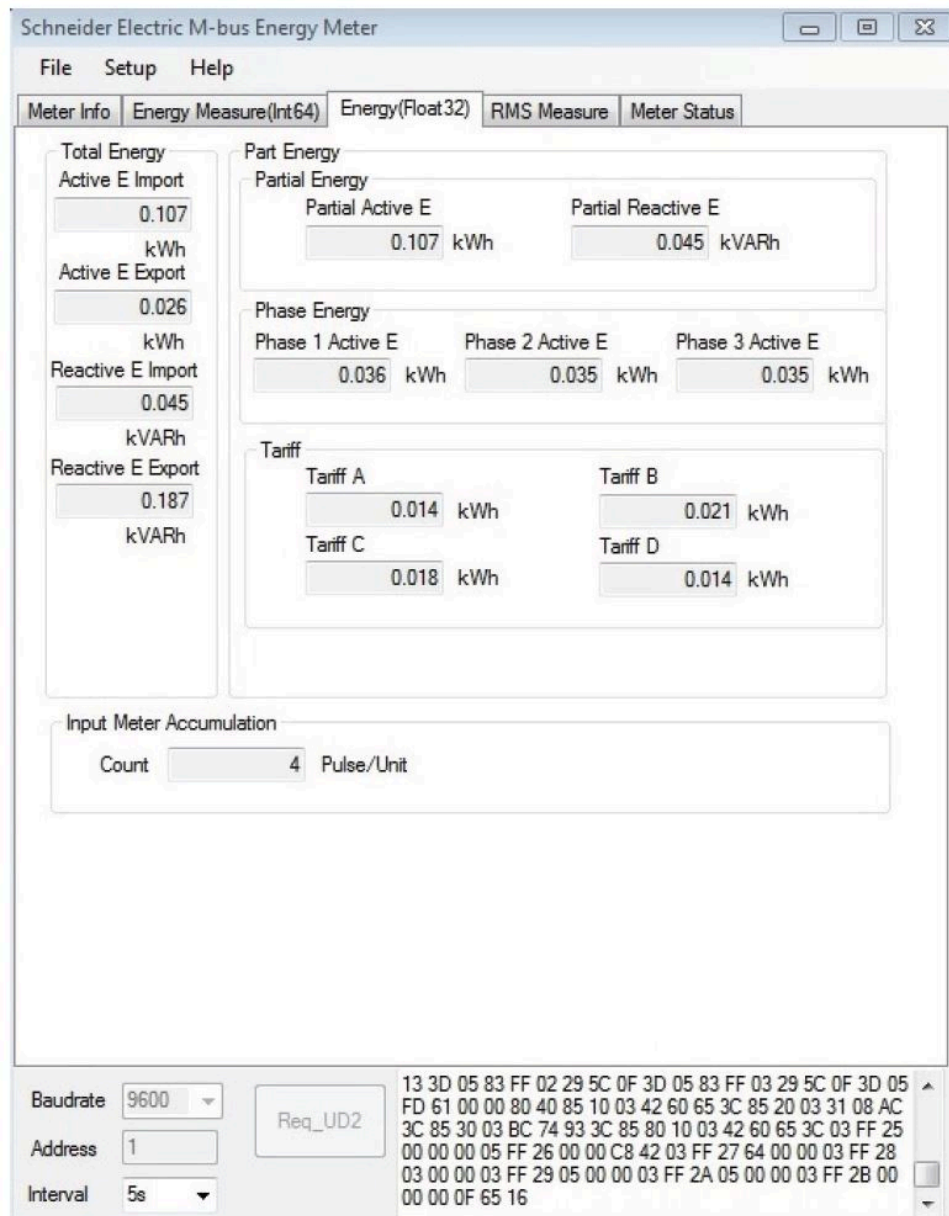 Schneider Electric M-bus Energy Meter
File Setup Help
Meter Info Energy Measure(Int64) Energy(Float32) RMS Measure Meter Status
Total Energy
Active E Import
0.107
kWh
Active E Export
0.026
kWh
Reactive E Import
0.045
kVARh
Reactive E Export
0.187
kVARh
Part Energy
Partial Energy
Partial Active E Partial Reactive E
0.107 kWh 0.045 kVARh
Phase Energy
Phase 1 Active E Phase 2 Active E Phase 3 Active E
0.036 kWh 0.035 kWh 0.035 kWh
Tariff
Tariff A Tariff B
0.014 kWh 0.021 kWh
Tariff C Tariff D
0.018 kWh 0.014 kWh
Input Meter Accumulation
Count 4 Pulse/Unit
Baudrate 9600
Address 1
Interval 5s
Req_UD2
13 3D 05 83 FF 02 29 5C 0F 3D 05 83 FF 03 29 5C 0F 3D 05
FD 61 00 00 80 40 85 10 03 42 60 65 3C 85 20 03 31 08 AC
3C 85 30 03 BC 74 93 3C 85 80 10 03 42 60 65 3C 03 FF 25
00 00 00 05 FF 26 00 00 C8 42 03 FF 27 64 00 00 03 FF 28
03 00 00 03 FF 29 05 00 00 03 FF 2A 05 00 00 03 FF 2B 00
00 00 0F 65 16